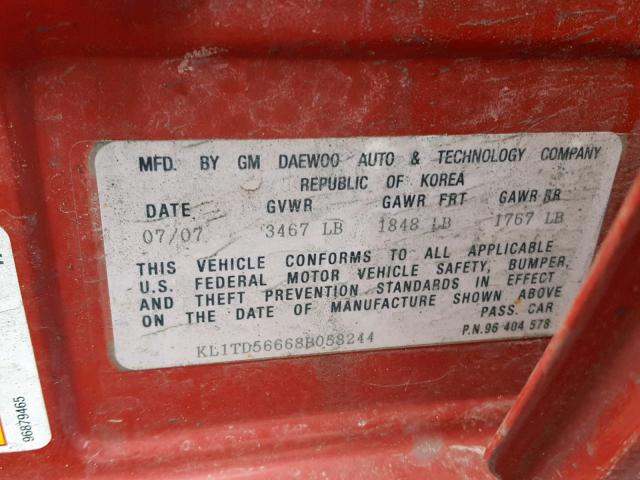 MFD. BY GM DAEWOO AUTO & TECHNOLOGY COMPANY
REPUBLIC OF KOREA
DATE GVWR GAWR FRT GAWR RR
07/07 3467 LB 1848 LB 1767 LB
THIS VEHICLE CONFORMS TO ALL APPLICABLE
U.S. FEDERAL MOTOR VEHICLE SAFETY, BUMPER,
AND THEFT PREVENTION STANDARDS IN EFFECT
ON THE DATE OF MANUFACTURE SHOWN ABOVE
PASS. CAR
P.N. 96 404 578
KL1TD56668B058244
96879465